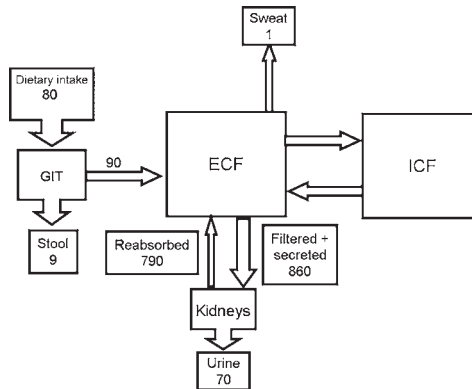 Sweat
1
Dietary intake
80
ECF
ICF
90
GIT
Stool
9
Reabsorbed
790
Filtered +
secreted
860
Kidneys
Urine
70